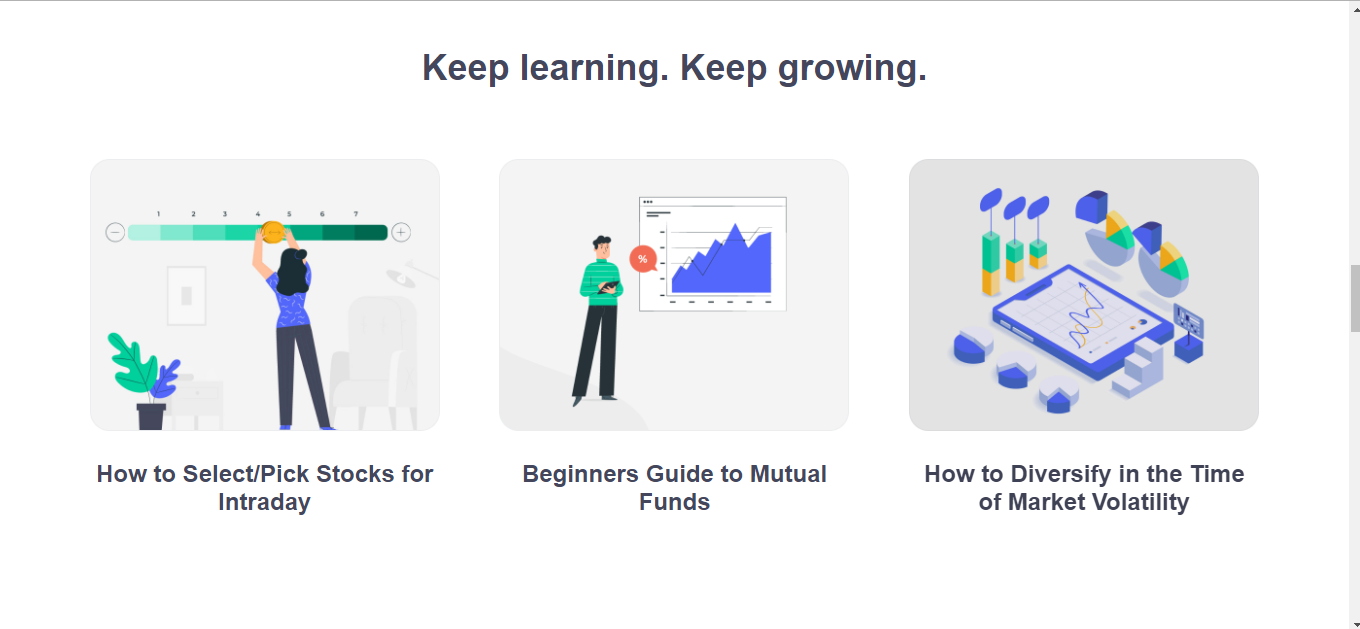 Keep learning. Keep growing.
1 2 3 4 5 6 7
%
How to Select/Pick Stocks for
Intraday
Beginners Guide to Mutual
Funds
How to Diversify in the Time
of Market Volatility